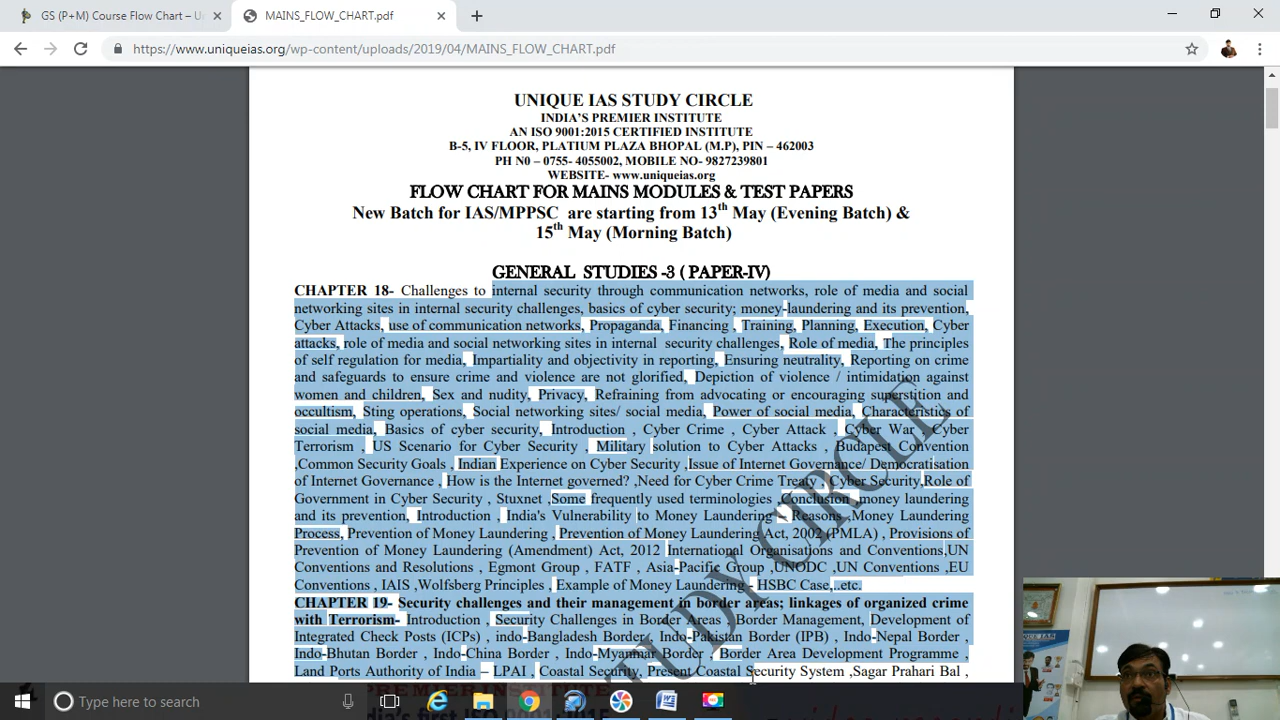 GS (P+M) Course Flow Chart – U
MAINS_FLOW_CHART.pdf
https://www.uniqueias.org/wp-content/uploads/2019/04/MAINS_FLOW_CHART.pdf
UNIQUE IAS STUDY CIRCLE
INDIA'S PREMIER INSTITUTE
AN ISO 9001:2015 CERTIFIED INSTITUTE
B-5, IV FLOOR, PLATIUM PLAZA BHOPAL (M.P), PIN – 462003
PH N0 – 0755- 4055002, MOBILE NO- 9827239801
WEBSITE- www.uniqueias.org
FLOW CHART FOR MAINS MODULES & TEST PAPERS
New Batch for IAS/MPPSC are starting from 13th May (Evening Batch) &
15th May (Morning Batch)
GENERAL STUDIES -3 ( PAPER-IV)
CHAPTER 18- Challenges to internal security through communication networks, role of media and social
networking sites in internal security challenges, basics of cyber security; money-laundering and its prevention,
Cyber Attacks, use of communication networks, Propaganda, Financing , Training, Planning, Execution, Cyber
attacks, role of media and social networking sites in internal security challenges, Role of media, The principles
of self regulation for media, Impartiality and objectivity in reporting, Ensuring neutrality, Reporting on crime
and safeguards to ensure crime and violence are not glorified, Depiction of violence / intimidation against
women and children, Sex and nudity, Privacy, Refraining from advocating or encouraging superstition and
occultism, Sting operations, Social networking sites/ social media, Power of social media, Characteristics of
social media, Basics of cyber security, Introduction , Cyber Crime , Cyber Attack , Cyber War , Cyber
Terrorism , US Scenario for Cyber Security , Military solution to Cyber Attacks , Budapest Convention
,Common Security Goals , Indian Experience on Cyber Security ,Issue of Internet Governance/ Democratisation
of Internet Governance , How is the Internet governed? ,Need for Cyber Crime Treaty , Cyber Security,Role of
Government in Cyber Security , Stuxnet ,Some frequently used terminologies ,Conclusion ,money laundering
and its prevention, Introduction , India's Vulnerability to Money Laundering – Reasons ,Money Laundering
Process, Prevention of Money Laundering , Prevention of Money Laundering Act, 2002 (PMLA) , Provisions of
Prevention of Money Laundering (Amendment) Act, 2012 International Organisations and Conventions,UN
Conventions and Resolutions , Egmont Group , FATF , Asia-Pacific Group ,UNODC ,UN Conventions ,EU
Conventions , IAIS ,Wolfsberg Principles , Example of Money Laundering - HSBC Case,..etc.
CHAPTER 19- Security challenges and their management in border areas; linkages of organized crime
with Terrorism- Introduction , Security Challenges in Border Areas , Border Management, Development of
Integrated Check Posts (ICPs) , indo-Bangladesh Border , Indo-Pakistan Border (IPB) , Indo-Nepal Border ,
Indo-Bhutan Border , Indo-China Border , Indo-Myanmar Border , Border Area Development Programme ,
Land Ports Authority of India – LPAI , Coastal Security, Present Coastal Security System ,Sagar Prahari Bal ,
STUDY CIRCLE
Type here to search